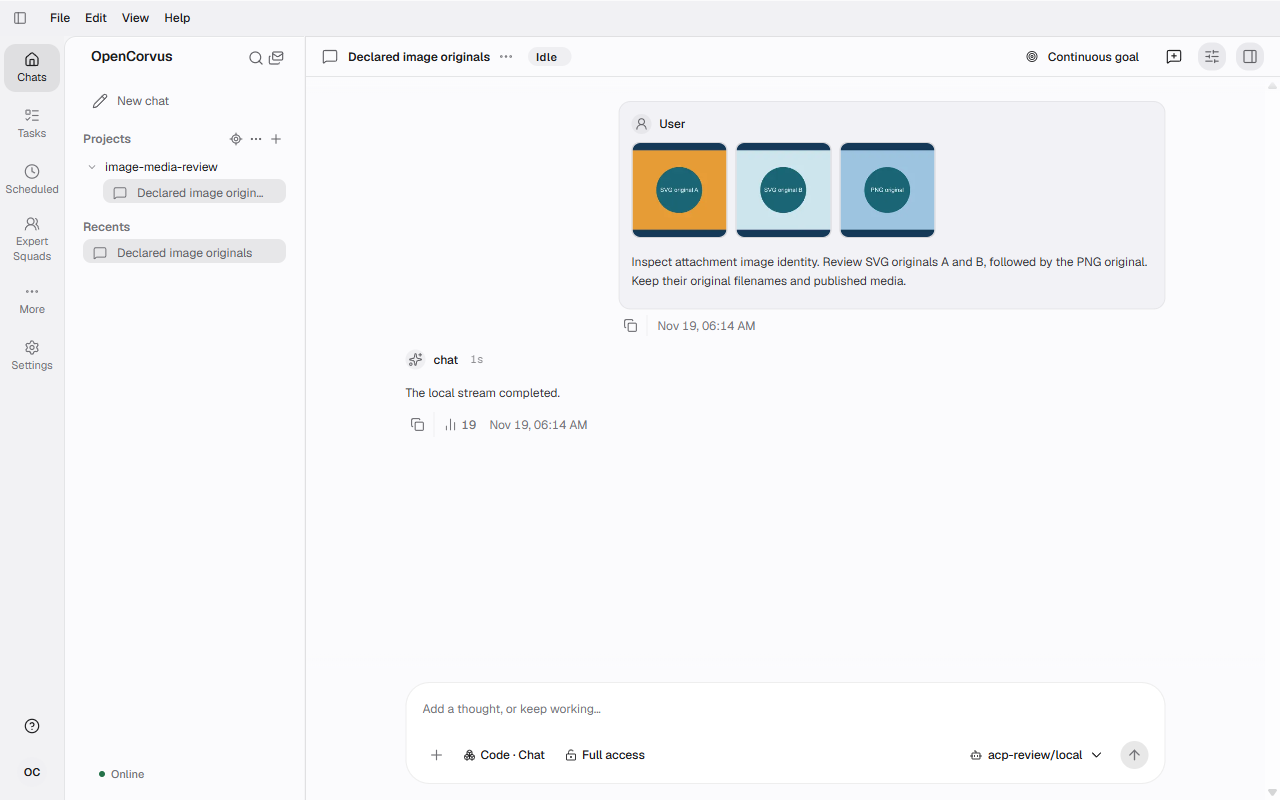 File Edit View Help
OpenCorvus
Chats
Tasks
Scheduled
Expert
Squads
More
Settings
OC
New chat
Projects
image-media-review
Declared image origin...
Recents
Declared image originals
Online
Declared image originals
Idle
Continuous goal
User
SVG original A
SVG original B
PNG original
Inspect attachment image identity. Review SVG originals A and B, followed by the PNG original.
Keep their original filenames and published media.
Nov 19, 06:14 AM
chat 1s
The local stream completed.
19 Nov 19, 06:14 AM
Add a thought, or keep working...
Code · Chat
Full access
acp-review/local